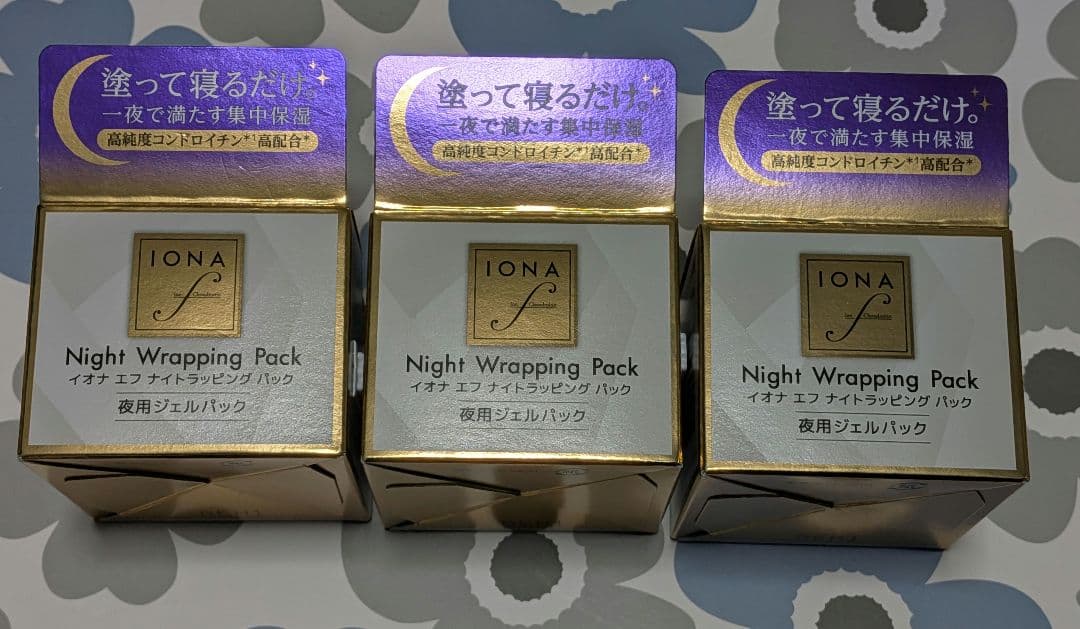 塗って寝るだけ。
一夜で満たす集中保湿
高純度コンドロイチン*¹高配合*
IONA
f
Ion Chondroitin
Night Wrapping Pack
イオナ エフ ナイトラッピング パック
夜用ジェルパック
塗って寝るだけ。
一夜で満たす集中保湿
高純度コンドロイチン*¹高配合*
IONA
f
Ion Chondroitin
Night Wrapping Pack
イオナ エフ ナイトラッピング パック
夜用ジェルパック
塗って寝るだけ。
一夜で満たす集中保湿
高純度コンドロイチン*¹高配合*
IONA
f
Ion Chondroitin
Night Wrapping Pack
イオナ エフ ナイトラッピング パック
夜用ジェルパック